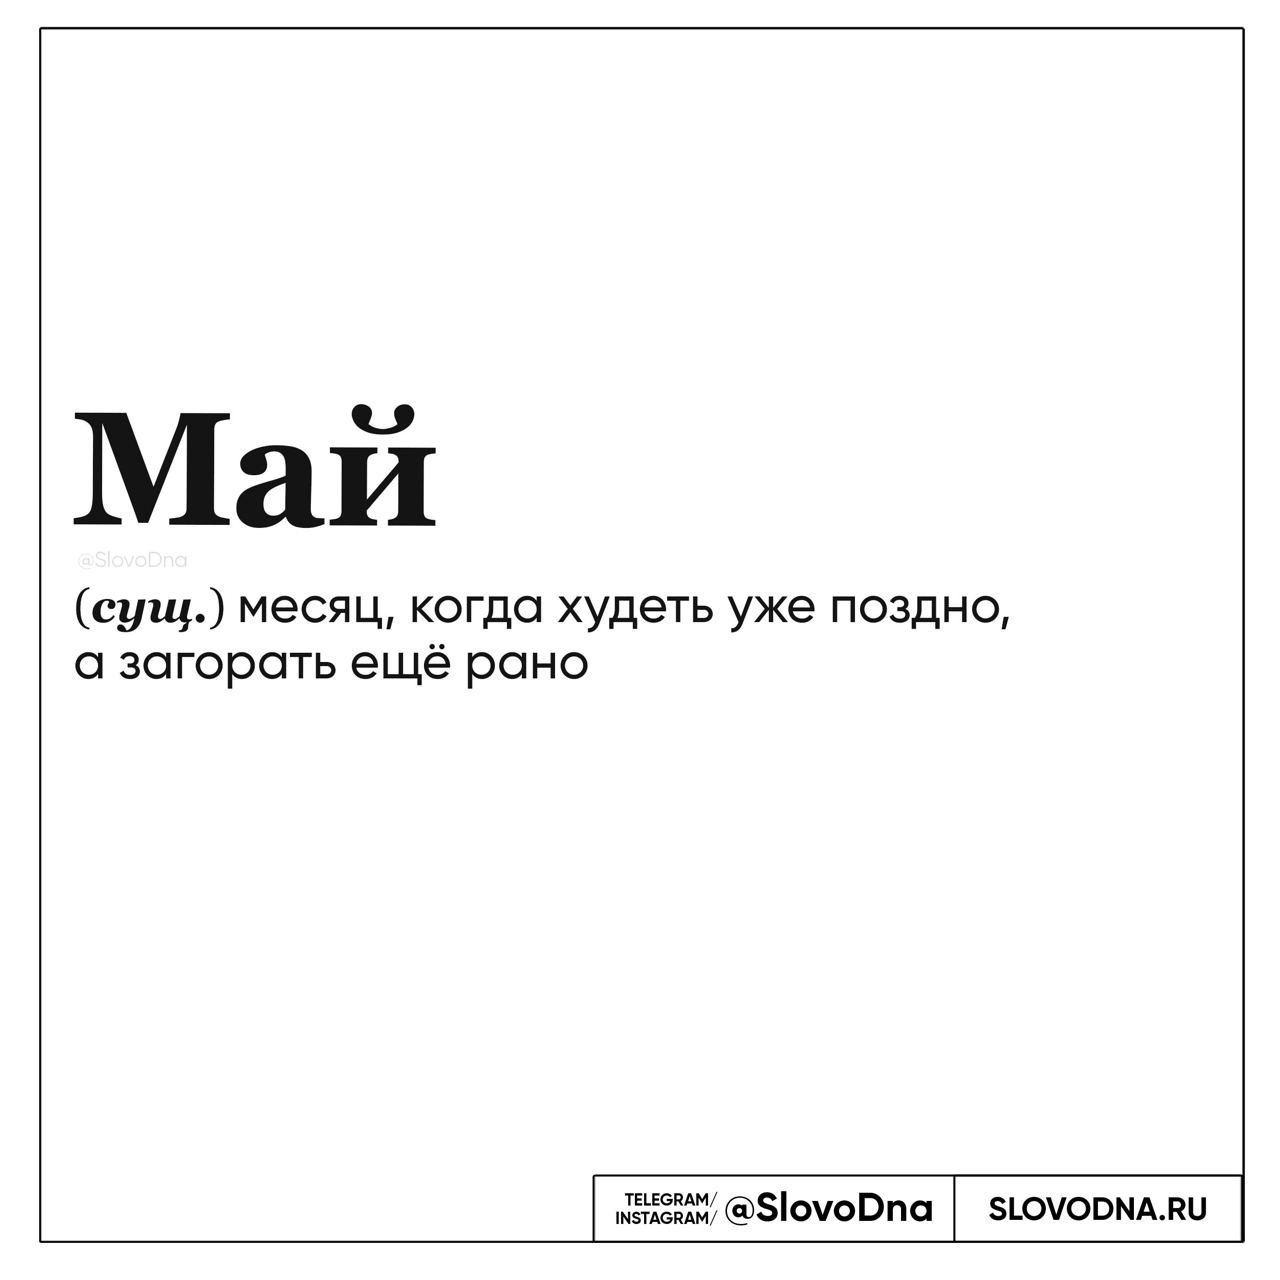 Май
@SlovoDna
(сущ.) месяц, когда худеть уже поздно,
а загорать ещё рано
TELEGRAM/
INSTAGRAM/
@SlovoDna
SLOVODNA.RU